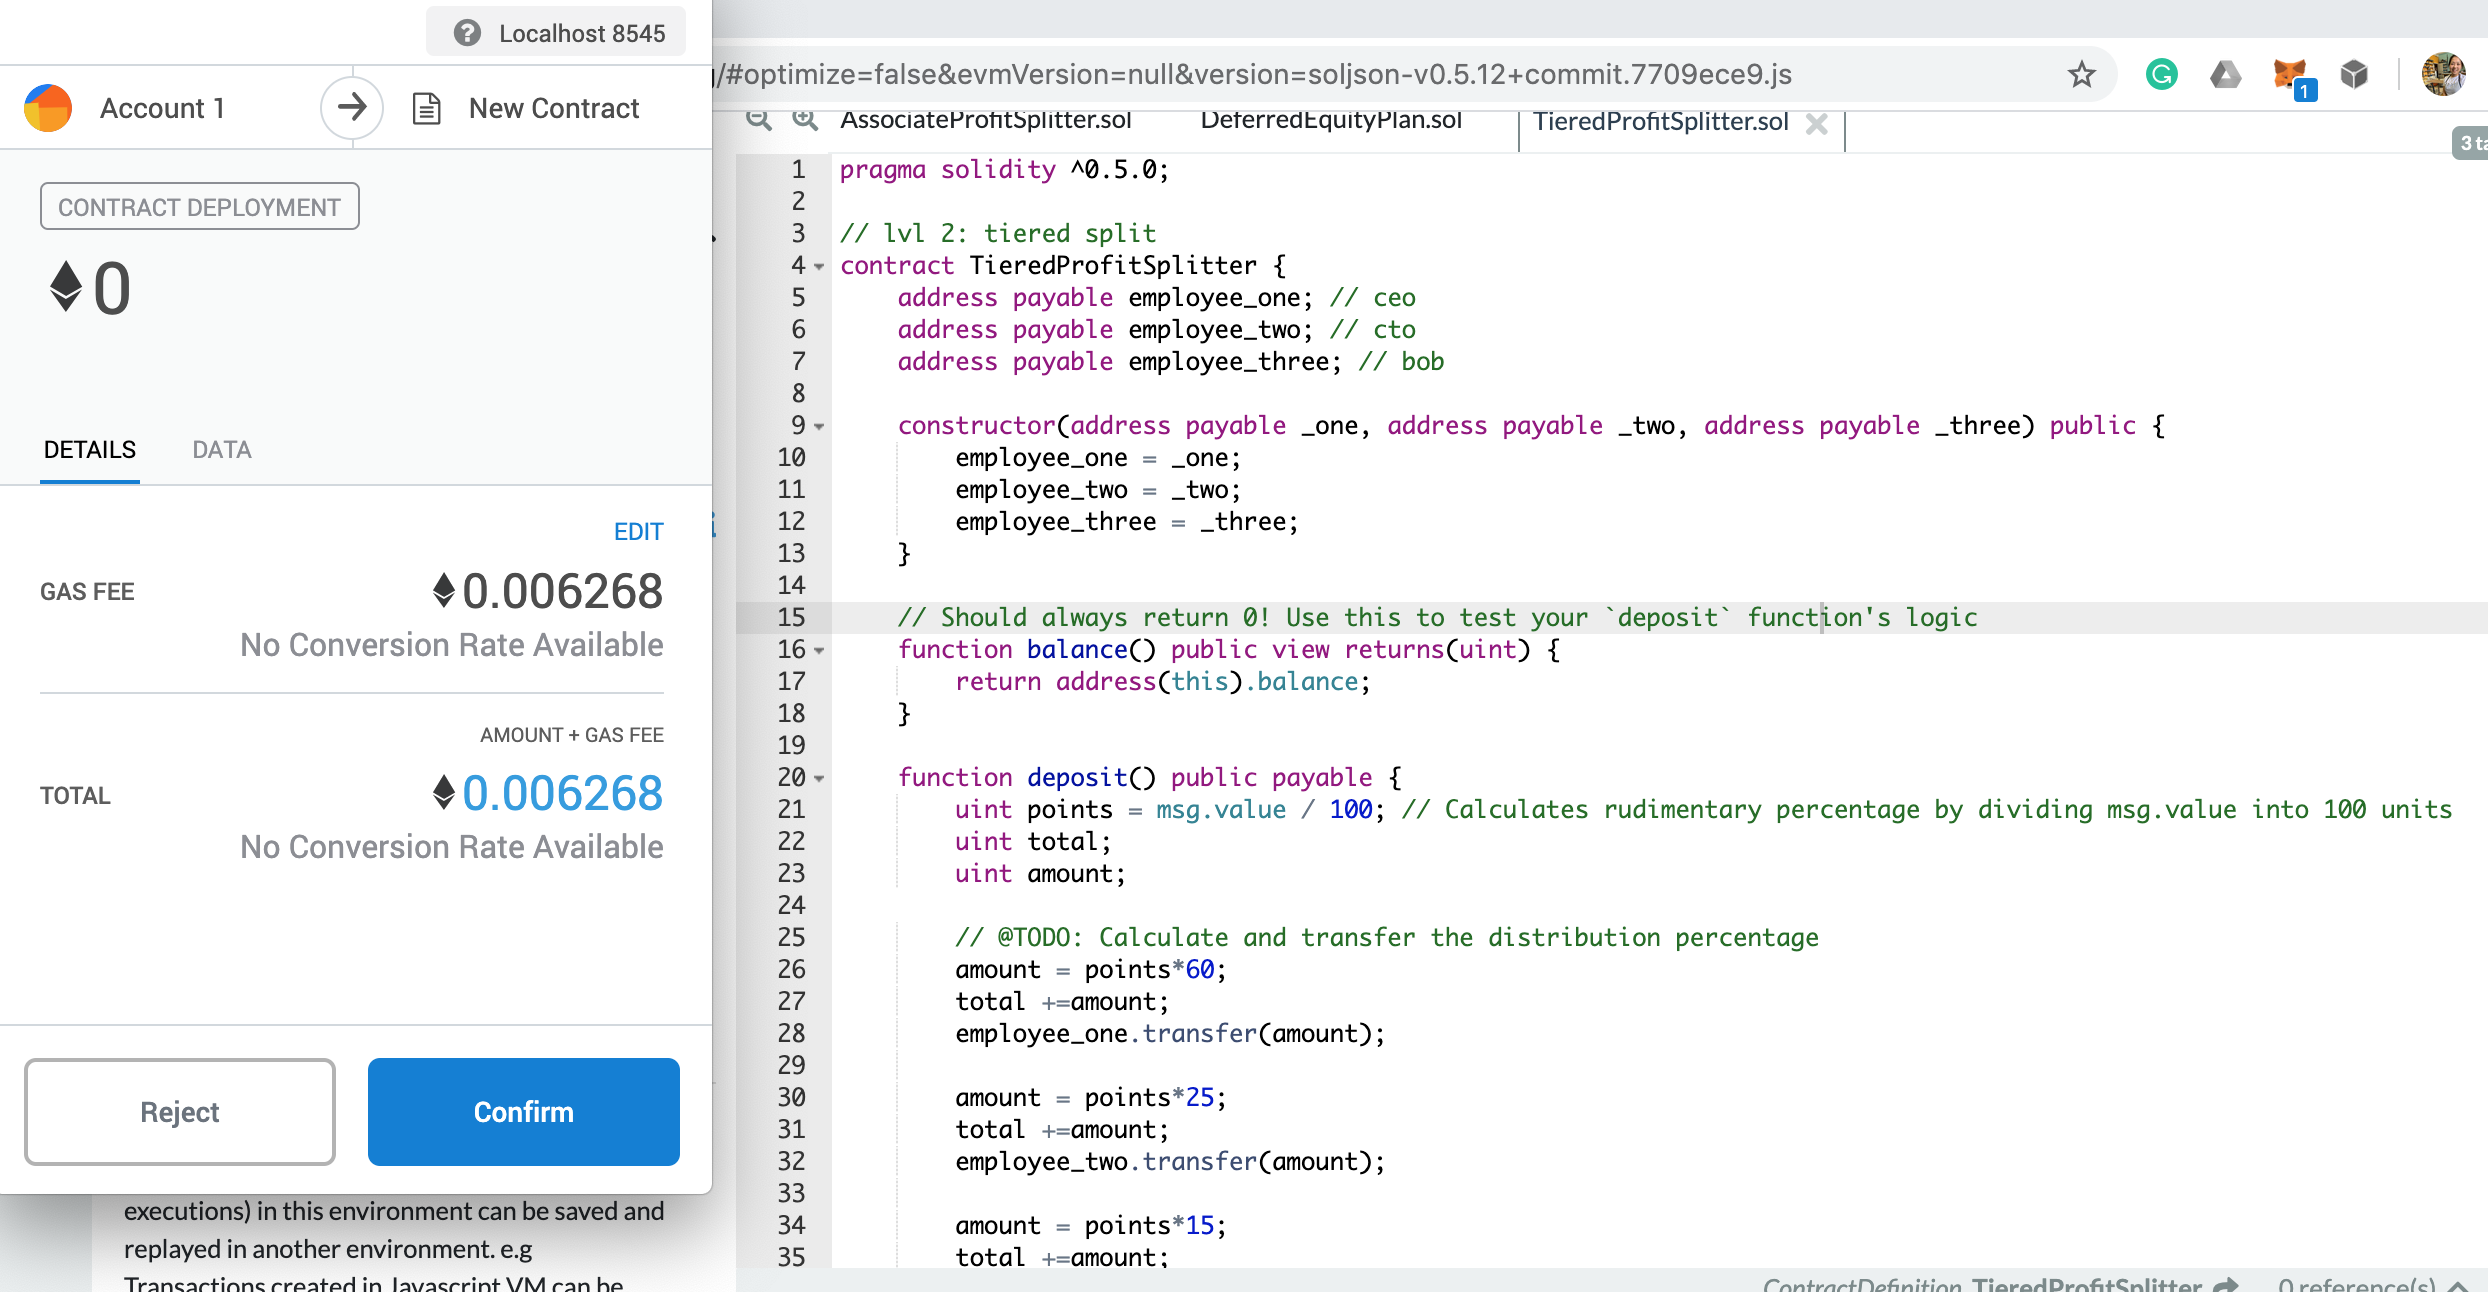 Localhost 8545
Account 1
New Contract
CONTRACT DEPLOYMENT
0
DETAILS
DATA
EDIT
GAS FEE
0.006268
No Conversion Rate Available
AMOUNT + GAS FEE
TOTAL
0.006268
No Conversion Rate Available
Reject
Confirm
executions) in this environment can be saved and
replayed in another environment. e.g
Transactions created in Javascript VM can be
/#optimize=false&evmVersion=null&version=soljson-v0.5.12+commit.7709ece9.js
1
AssociateProfitSplitter.sol
DeferredEquityPlan.sol
TieredProfitSplitter.sol
3
1 pragma solidity ^0.5.0;
2
3 // lvl 2: tiered split
4 contract TieredProfitSplitter {
5 address payable employee_one; // ceo
6 address payable employee_two; // cto
7 address payable employee_three; // bob
8
9 constructor(address payable _one, address payable _two, address payable _three) public {
10 employee_one = _one;
11 employee_two = _two;
12 employee_three = _three;
13 }
14
15 // Should always return 0! Use this to test your `deposit` function's logic
16 function balance() public view returns(uint) {
17 return address(this).balance;
18 }
19
20 function deposit() public payable {
21 uint points = msg.value / 100; // Calculates rudimentary percentage by dividing msg.value into 100 units
22 uint total;
23 uint amount;
24
25 // @TODO: Calculate and transfer the distribution percentage
26 amount = points*60;
27 total +=amount;
28 employee_one.transfer(amount);
29
30 amount = points*25;
31 total +=amount;
32 employee_two.transfer(amount);
33
34 amount = points*15;
35 total +=amount;
ContractDefinition TieredProfitSplitter 0 reference(s)